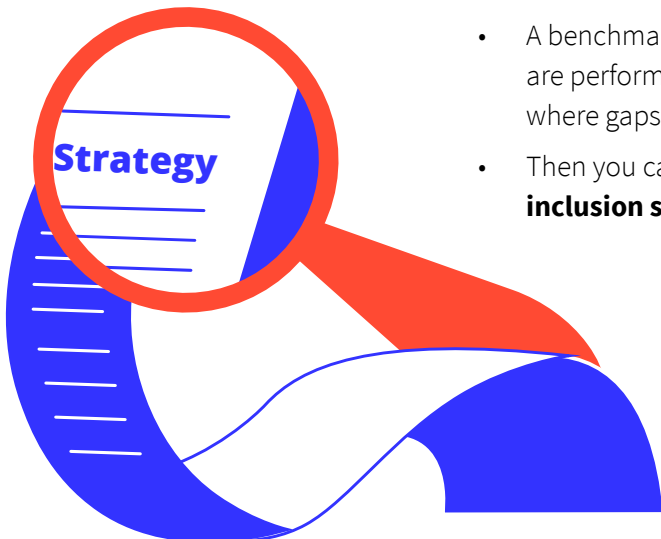 • A benchma
are perform
where gaps
Strategy
• Then you ca
inclusion s